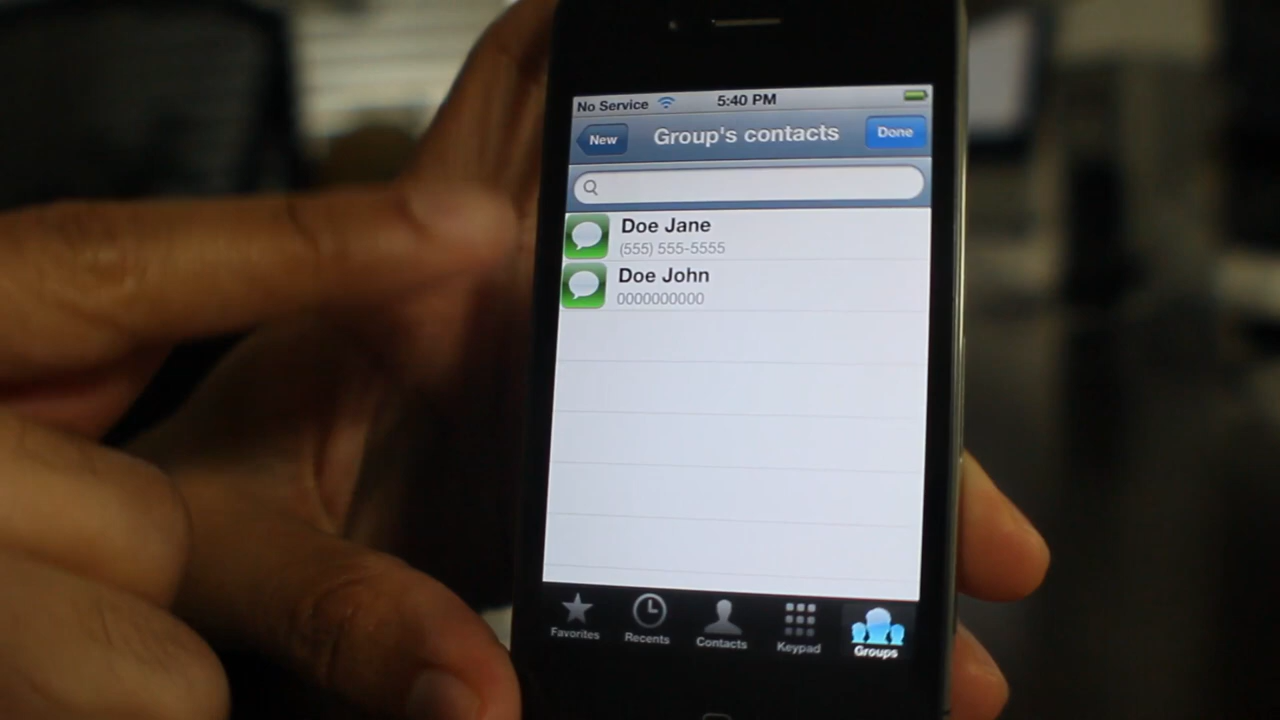 No Service 5:40 PM
New Group's contacts Done
Doe Jane
(555) 555-5555
Doe John
0000000000
Favorites Recents Contacts Keypad Groups